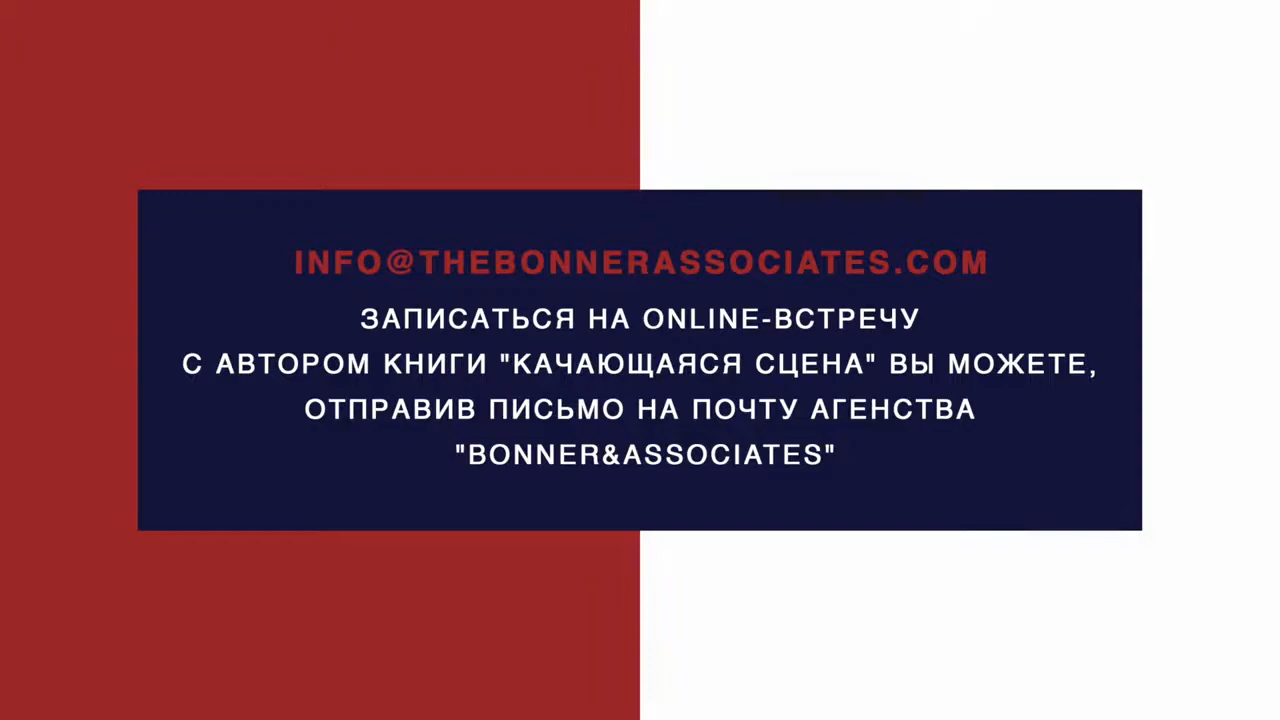 INFO@THEBONNERASSOCIATES.COM
ЗАПИСАТЬСЯ НА ONLINE-ВСТРЕЧУ
С АВТОРОМ КНИГИ "КАЧАЮЩАЯСЯ СЦЕНА" ВЫ МОЖЕТЕ,
ОТПРАВИВ ПИСЬМО НА ПОЧТУ АГЕНСТВА
"BONNER&ASSOCIATES"